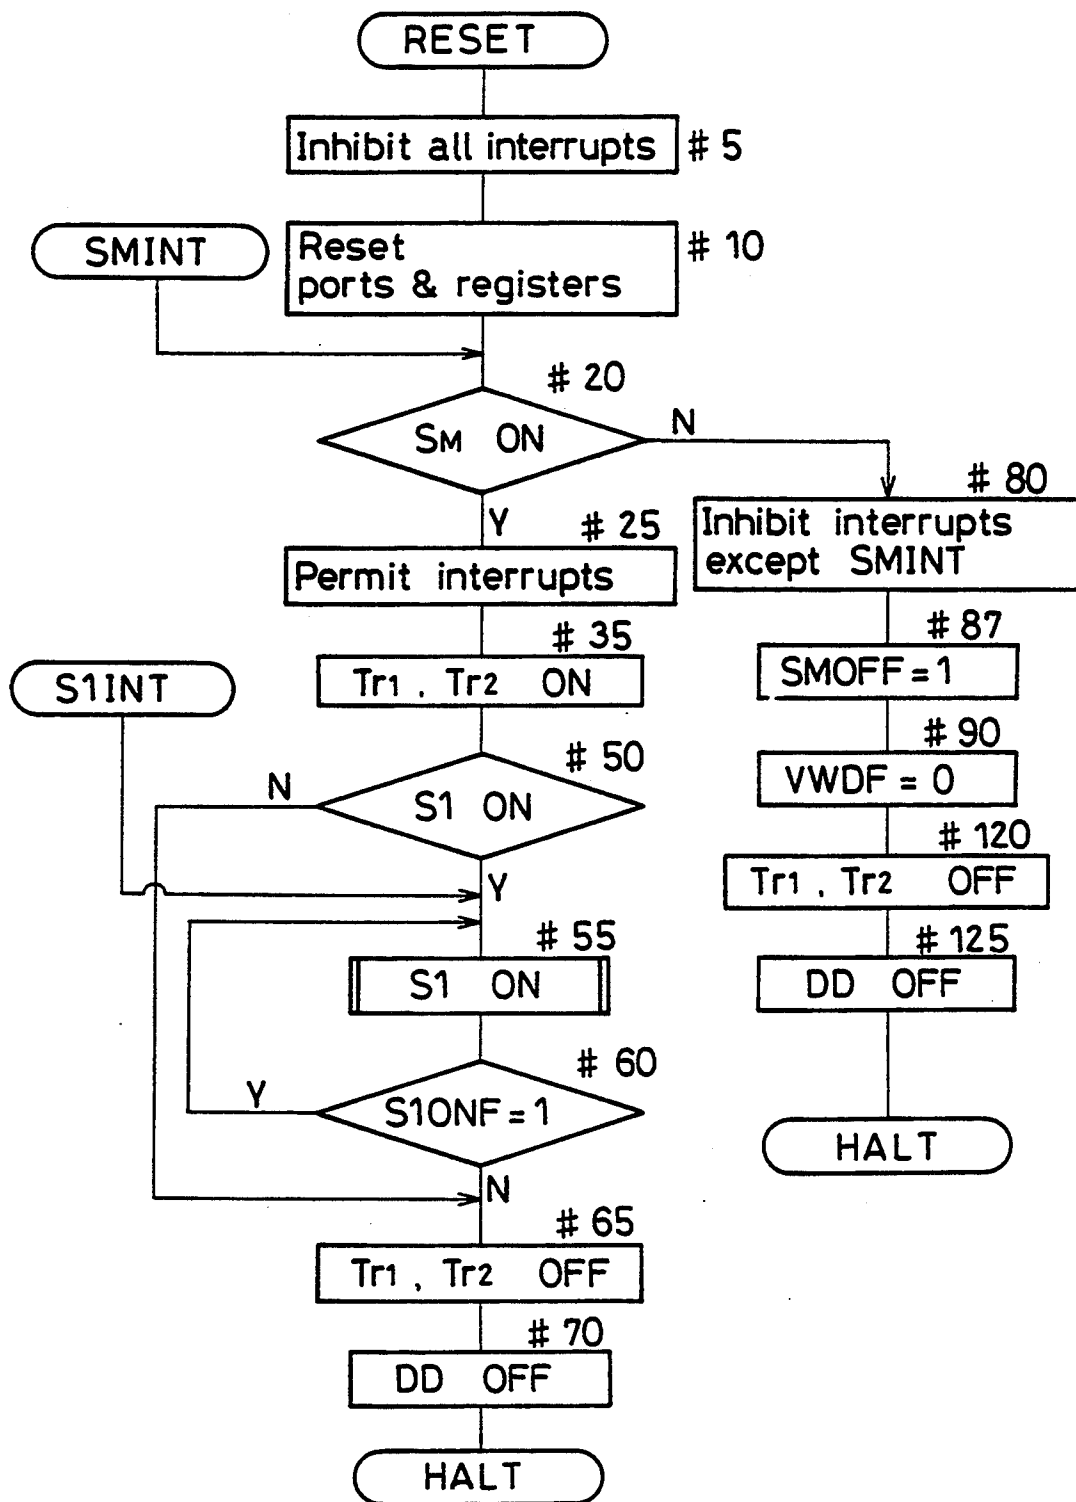 RESET
Inhibit all interrupts # 5
SMINT
Reset # 10
ports & registers
# 20
SM ON
N
Y
# 25
Permit interrupts
# 35
Tr1 , Tr2 ON
S1INT
# 50
N
S1 ON
Y
# 55
S1 ON
# 60
Y
S1ONF = 1
N
# 65
Tr1 , Tr2 OFF
# 70
DD OFF
HALT
# 80
Inhibit interrupts
except SMINT
# 87
SMOFF = 1
# 90
VWDF = 0
# 120
Tr1 , Tr2 OFF
# 125
DD OFF
HALT